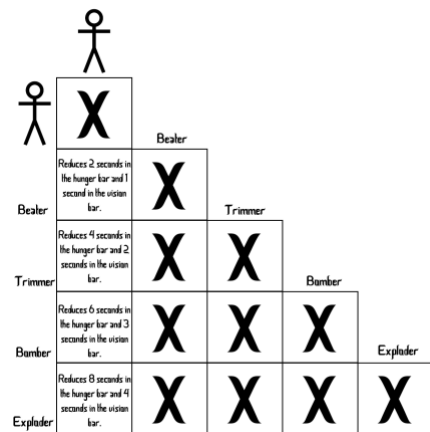 Beater
Reduces 2 seconds in
the hunger bar and 1
second in the vision
bar.
Beater
Trimmer
Reduces 4 seconds in
the hunger bar and 2
seconds in the vision
bar.
Trimmer
Bomber
Reduces 6 seconds in
the hunger bar and 3
seconds in the vision
bar.
Bomber
Exploder
Reduces 8 seconds in
the hunger bar and 4
seconds in the vision
bar.
Exploder